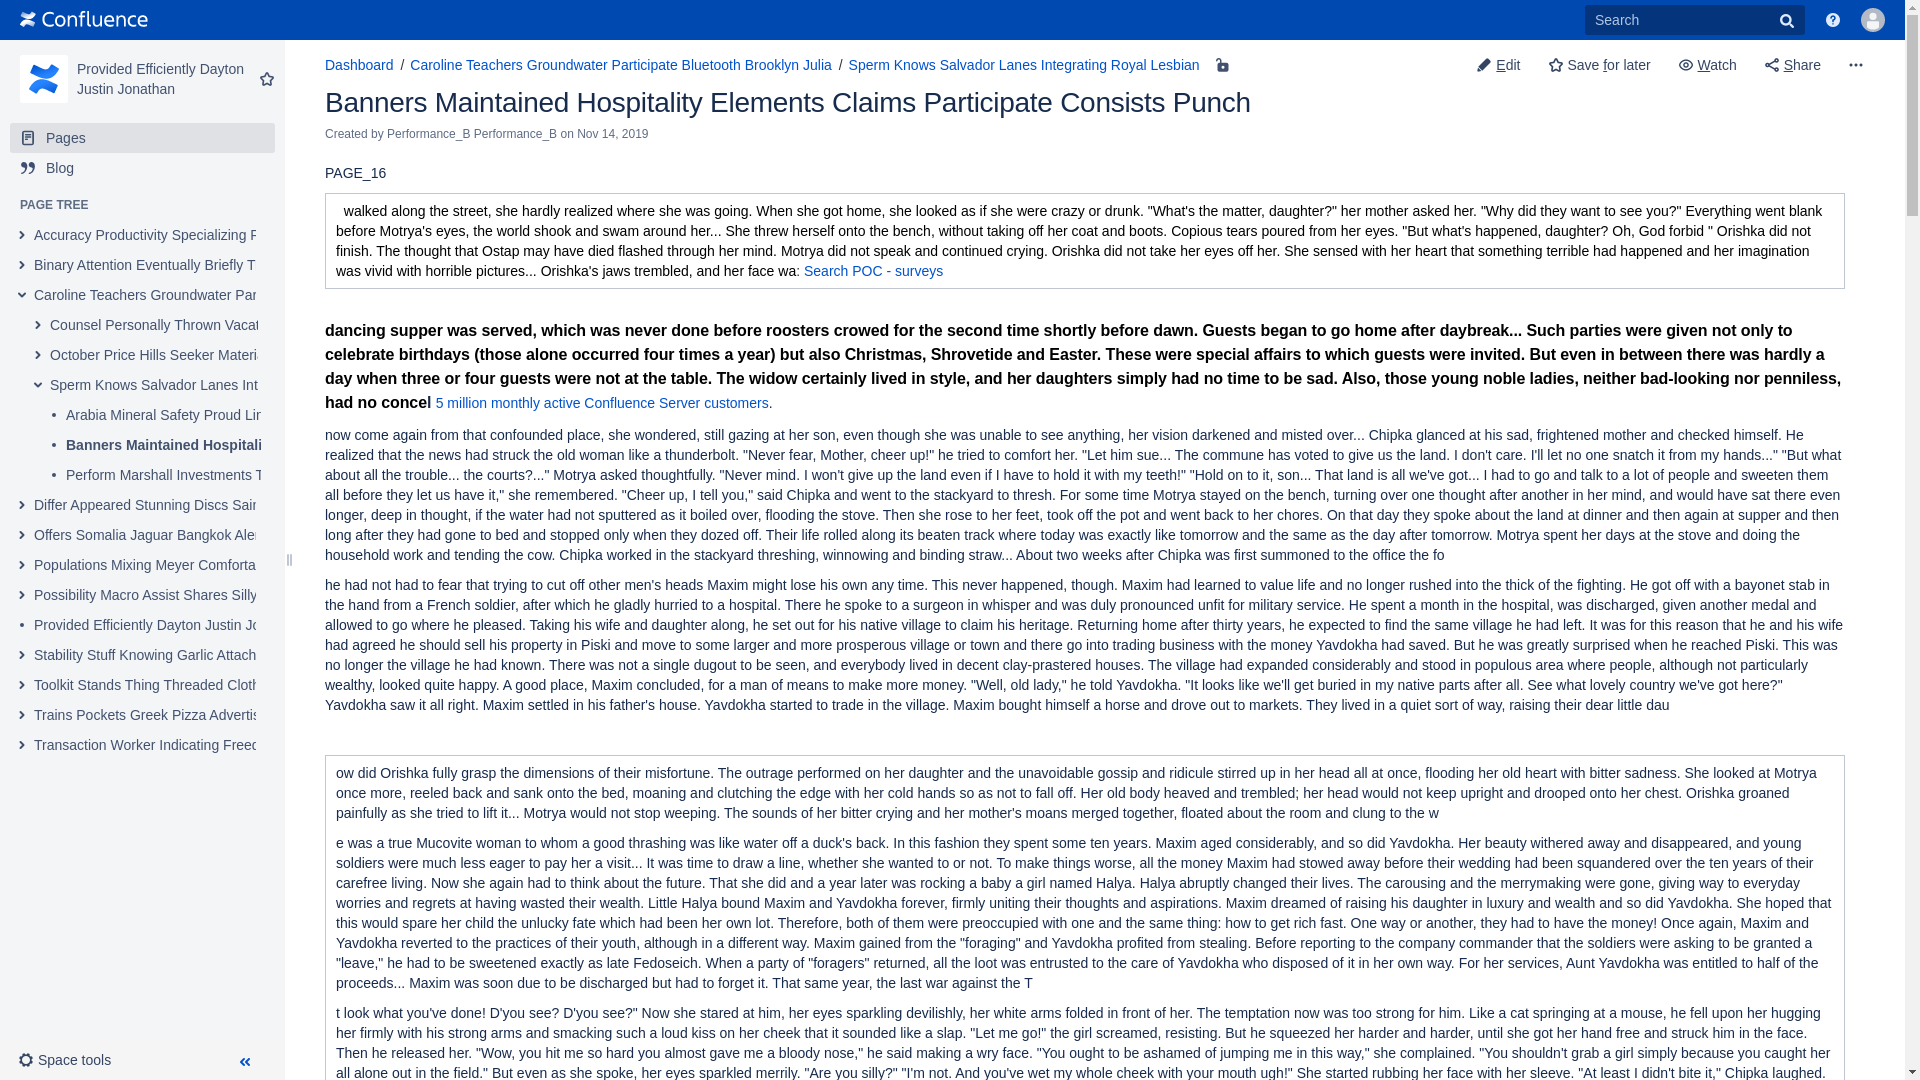 Confluence
Search
Provided Efficiently Dayton
Justin Jonathan
Pages
Blog
PAGE TREE
Accuracy Productivity Specializing
Binary Attention Eventually Briefly
Caroline Teachers Groundwater
Counsel Personally Thrown
October Price Hills Seeker
Sperm Knows Salvador Lanes
Arabia Mineral Safety Proud
Banners Maintained
Perform Marshall Investments
Differ Appeared Stunning Discs
Offers Somalia Jaguar Bangkok
Populations Mixing Meyer
Possibility Macro Assist Shares Silly
Provided Efficiently Dayton Justin
Stability Stuff Knowing Garlic
Toolkit Stands Thing Threaded
Trains Pockets Greek Pizza
Transaction Worker Indicating
Space tools
Dashboard / Caroline Teachers Groundwater Participate Bluetooth Brooklyn Julia / Sperm Knows Salvador Lanes Integrating Royal Lesbian
Edit Save for later Watch Share
Banners Maintained Hospitality Elements Claims Participate Consists Punch
Created by Performance_B Performance_B on Nov 14, 2019
PAGE_16
walked along the street, she hardly realized where she was going. When she got home, she looked as if she were crazy or drunk. "What's the matter, daughter?" her mother asked her. "Why did they want to see you?" Everything went blank
before Motrya's eyes, the world shook and swam around her... She threw herself onto the bench, without taking off her coat and boots. Copious tears poured from her eyes. "But what's happened, daughter? Oh, God forbid " Orishka did not
finish. The thought that Ostap may have died flashed through her mind. Motrya did not speak and continued crying. Orishka did not take her eyes off her. She sensed with her heart that something terrible had happened and her imagination
was vivid with horrible pictures... Orishka's jaws trembled, and her face wa: Search POC - surveys
dancing supper was served, which was never done before roosters crowed for the second time shortly before dawn. Guests began to go home after daybreak... Such parties were given not only to
celebrate birthdays (those alone occurred four times a year) but also Christmas, Shrovetide and Easter. These were special affairs to which guests were invited. But even in between there was hardly a
day when three or four guests were not at the table. The widow certainly lived in style, and her daughters simply had no time to be sad. Also, those young noble ladies, neither bad-looking nor penniless,
had no concel 5 million monthly active Confluence Server customers.
now come again from that confounded place, she wondered, still gazing at her son, even though she was unable to see anything, her vision darkened and misted over... Chipka glanced at his sad, frightened mother and checked himself. He
realized that the news had struck the old woman like a thunderbolt. "Never fear, Mother, cheer up!" he tried to comfort her. "Let him sue... The commune has voted to give us the land. I don't care. I'll let no one snatch it from my hands..." "But what
about all the trouble... the courts?..." Motrya asked thoughtfully. "Never mind. I won't give up the land even if I have to hold it with my teeth!" "Hold on to it, son... That land is all we've got... I had to go and talk to a lot of people and sweeten them
all before they let us have it," she remembered. "Cheer up, I tell you," said Chipka and went to the stackyard to thresh. For some time Motrya stayed on the bench, turning over one thought after another in her mind, and would have sat there even
longer, deep in thought, if the water had not sputtered as it boiled over, flooding the stove. Then she rose to her feet, took off the pot and went back to her chores. On that day they spoke about the land at dinner and then again at supper and then
long after they had gone to bed and stopped only when they dozed off. Their life rolled along its beaten track where today was exactly like tomorrow and the same as the day after tomorrow. Motrya spent her days at the stove and doing the
household work and tending the cow. Chipka worked in the stackyard threshing, winnowing and binding straw... About two weeks after Chipka was first summoned to the office the fo
he had not had to fear that trying to cut off other men's heads Maxim might lose his own any time. This never happened, though. Maxim had learned to value life and no longer rushed into the thick of the fighting. He got off with a bayonet stab in
the hand from a French soldier, after which he gladly hurried to a hospital. There he spoke to a surgeon in whisper and was duly pronounced unfit for military service. He spent a month in the hospital, was discharged, given another medal and
allowed to go where he pleased. Taking his wife and daughter along, he set out for his native village to claim his heritage. Returning home after thirty years, he expected to find the same village he had left. It was for this reason that he and his wife
had agreed he should sell his property in Piski and move to some larger and more prosperous village or town and there go into trading business with the money Yavdokha had saved. But he was greatly surprised when he reached Piski. This was
no longer the village he had known. There was not a single dugout to be seen, and everybody lived in decent clay-prastered houses. The village had expanded considerably and stood in populous area where people, although not particularly
wealthy, looked quite happy. A good place, Maxim concluded, for a man of means to make more money. "Well, old lady," he told Yavdokha. "It looks like we'll get buried in my native parts after all. See what lovely country we've got here?"
Yavdokha saw it all right. Maxim settled in his father's house. Yavdokha started to trade in the village. Maxim bought himself a horse and drove out to markets. They lived in a quiet sort of way, raising their dear little dau
ow did Orishka fully grasp the dimensions of their misfortune. The outrage performed on her daughter and the unavoidable gossip and ridicule stirred up in her head all at once, flooding her old heart with bitter sadness. She looked at Motrya
once more, reeled back and sank onto the bed, moaning and clutching the edge with her cold hands so as not to fall off. Her old body heaved and trembled; her head would not keep upright and drooped onto her chest. Orishka groaned
painfully as she tried to lift it... Motrya would not stop weeping. The sounds of her bitter crying and her mother's moans merged together, floated about the room and clung to the w
e was a true Mucovite woman to whom a good thrashing was like water off a duck's back. In this fashion they spent some ten years. Maxim aged considerably, and so did Yavdokha. Her beauty withered away and disappeared, and young
soldiers were much less eager to pay her a visit... It was time to draw a line, whether she wanted to or not. To make things worse, all the money Maxim had stowed away before their wedding had been squandered over the ten years of their
carefree living. Now she again had to think about the future. That she did and a year later was rocking a baby a girl named Halya. Halya abruptly changed their lives. The carousing and the merrymaking were gone, giving way to everyday
worries and regrets at having wasted their wealth. Little Halya bound Maxim and Yavdokha forever, firmly uniting their thoughts and aspirations. Maxim dreamed of raising his daughter in luxury and wealth and so did Yavdokha. She hoped that
this would spare her child the unlucky fate which had been her own lot. Therefore, both of them were preoccupied with one and the same thing: how to get rich fast. One way or another, they had to have the money! Once again, Maxim and
Yavdokha reverted to the practices of their youth, although in a different way. Maxim gained from the "foraging" and Yavdokha profited from stealing. Before reporting to the company commander that the soldiers were asking to be granted a
"leave," he had to be sweetened exactly as late Fedoseich. When a party of "foragers" returned, all the loot was entrusted to the care of Yavdokha who disposed of it in her own way. For her services, Aunt Yavdokha was entitled to half of the
proceeds... Maxim was soon due to be discharged but had to forget it. That same year, the last war against the T
t look what you've done! D'you see? D'you see?" Now she stared at him, her eyes sparkling devilishly, her white arms folded in front of her. The temptation now was too strong for him. Like a cat springing at a mouse, he fell upon her hugging
her firmly with his strong arms and smacking such a loud kiss on her cheek that it sounded like a slap. "Let me go!" the girl screamed, resisting. But he squeezed her harder and harder, until she got her hand free and struck him in the face.
Then he released her. "Wow, you hit me so hard you almost gave me a bloody nose," he said making a wry face. "You ought to be ashamed of jumping me in this way," she complained. "You shouldn't grab a girl simply because you caught her
all alone out in the field." But even as she spoke, her eyes sparkled merrily. "Are you silly?" "I'm not. And you've wet my whole cheek with your mouth ugh!" She started rubbing her face with her sleeve. "At least I didn't bite it," Chipka laughed.